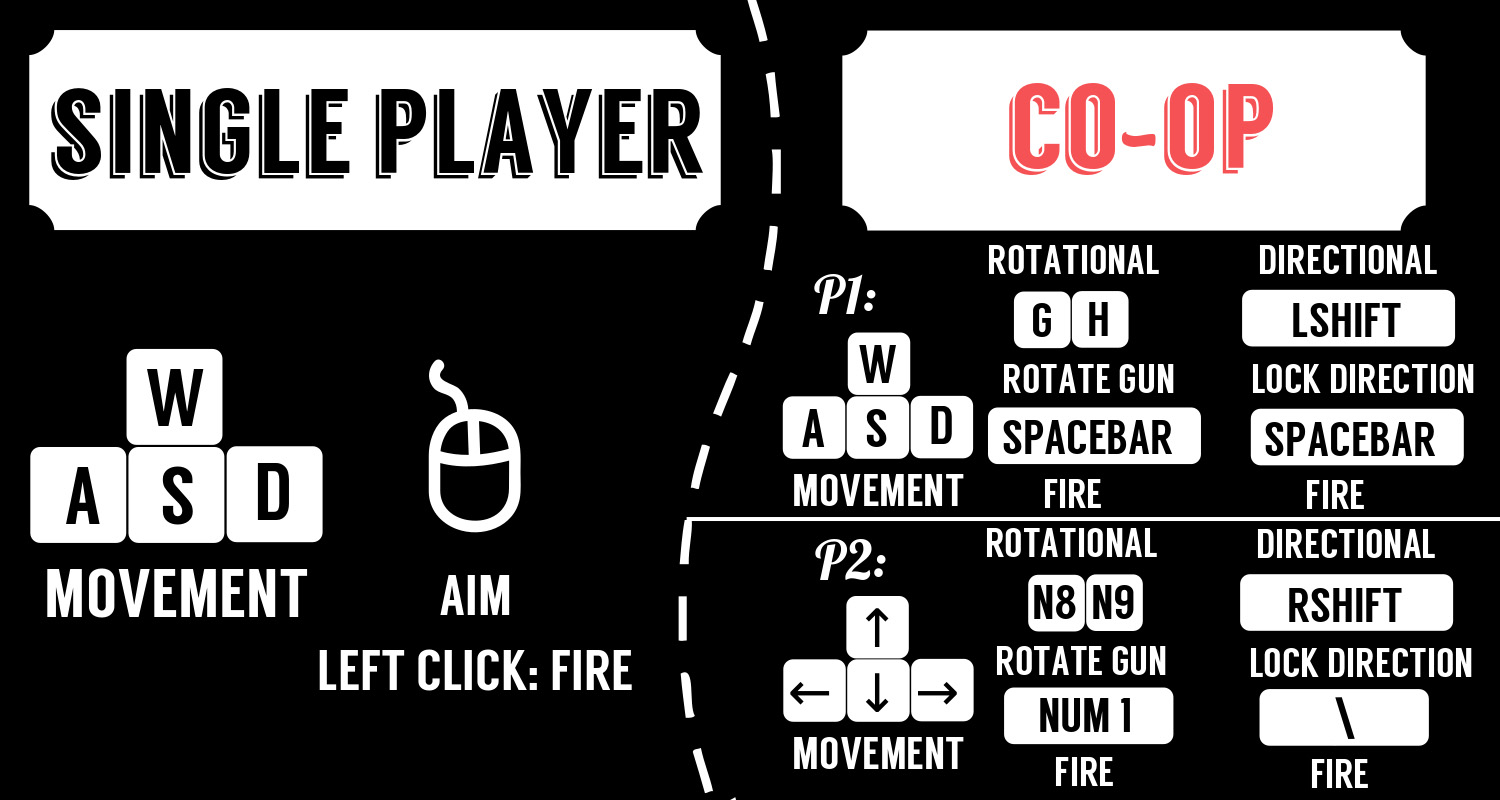 SINGLE PLAYER
W
A S D
MOVEMENT
AIM
LEFT CLICK: FIRE
CO-OP
P1:
W
A S D
MOVEMENT
ROTATIONAL
G H
ROTATE GUN
SPACEBAR
FIRE
DIRECTIONAL
LSHIFT
LOCK DIRECTION
SPACEBAR
FIRE
P2:
↑
← ↓ →
MOVEMENT
ROTATIONAL
N8 N9
ROTATE GUN
NUM 1
FIRE
DIRECTIONAL
RSHIFT
LOCK DIRECTION
\
FIRE